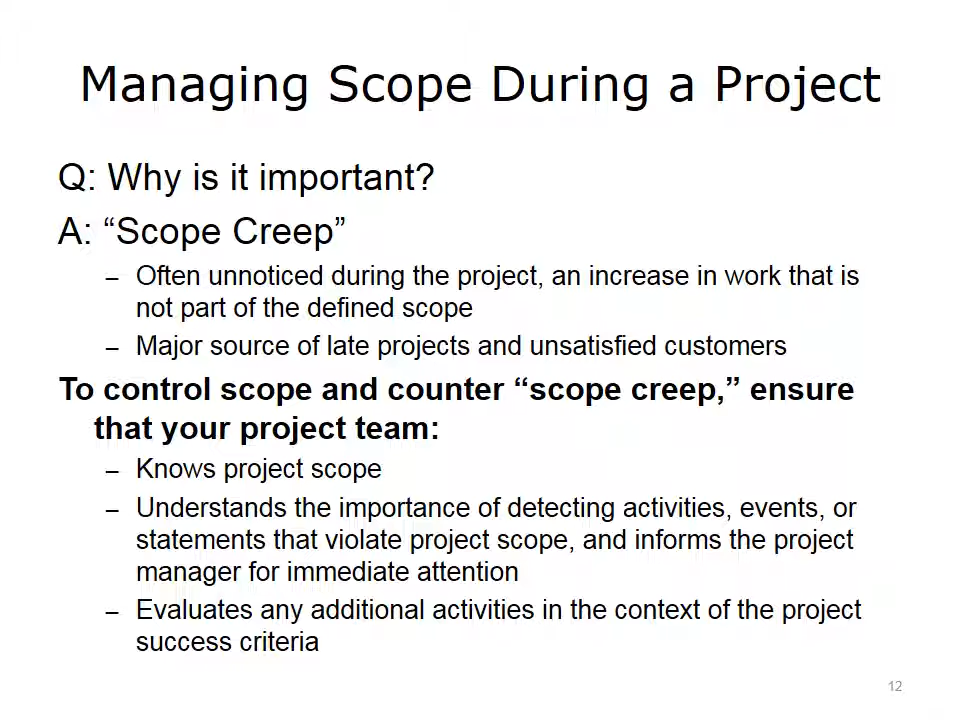 Managing Scope During a Project
Q: Why is it important?
A: “Scope Creep”
– Often unnoticed during the project, an increase in work that is
not part of the defined scope
– Major source of late projects and unsatisfied customers
To control scope and counter “scope creep,” ensure
that your project team:
– Knows project scope
– Understands the importance of detecting activities, events, or
statements that violate project scope, and informs the project
manager for immediate attention
– Evaluates any additional activities in the context of the project
success criteria
12